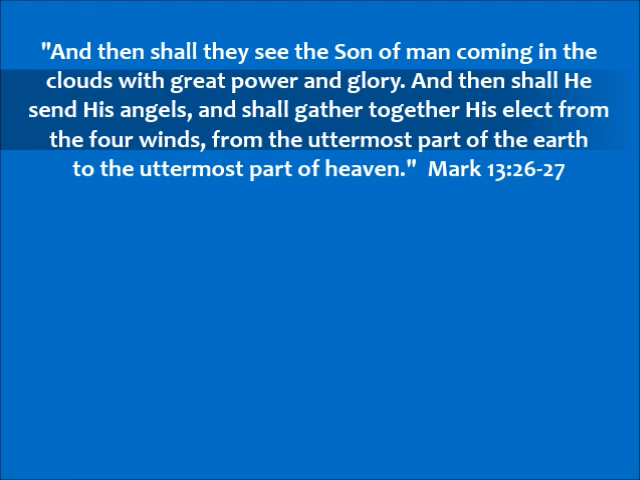 "And then shall they see the Son of man coming in the
clouds with great power and glory. And then shall He
send His angels, and shall gather together His elect from
the four winds, from the uttermost part of the earth
to the uttermost part of heaven."  Mark 13:26-27